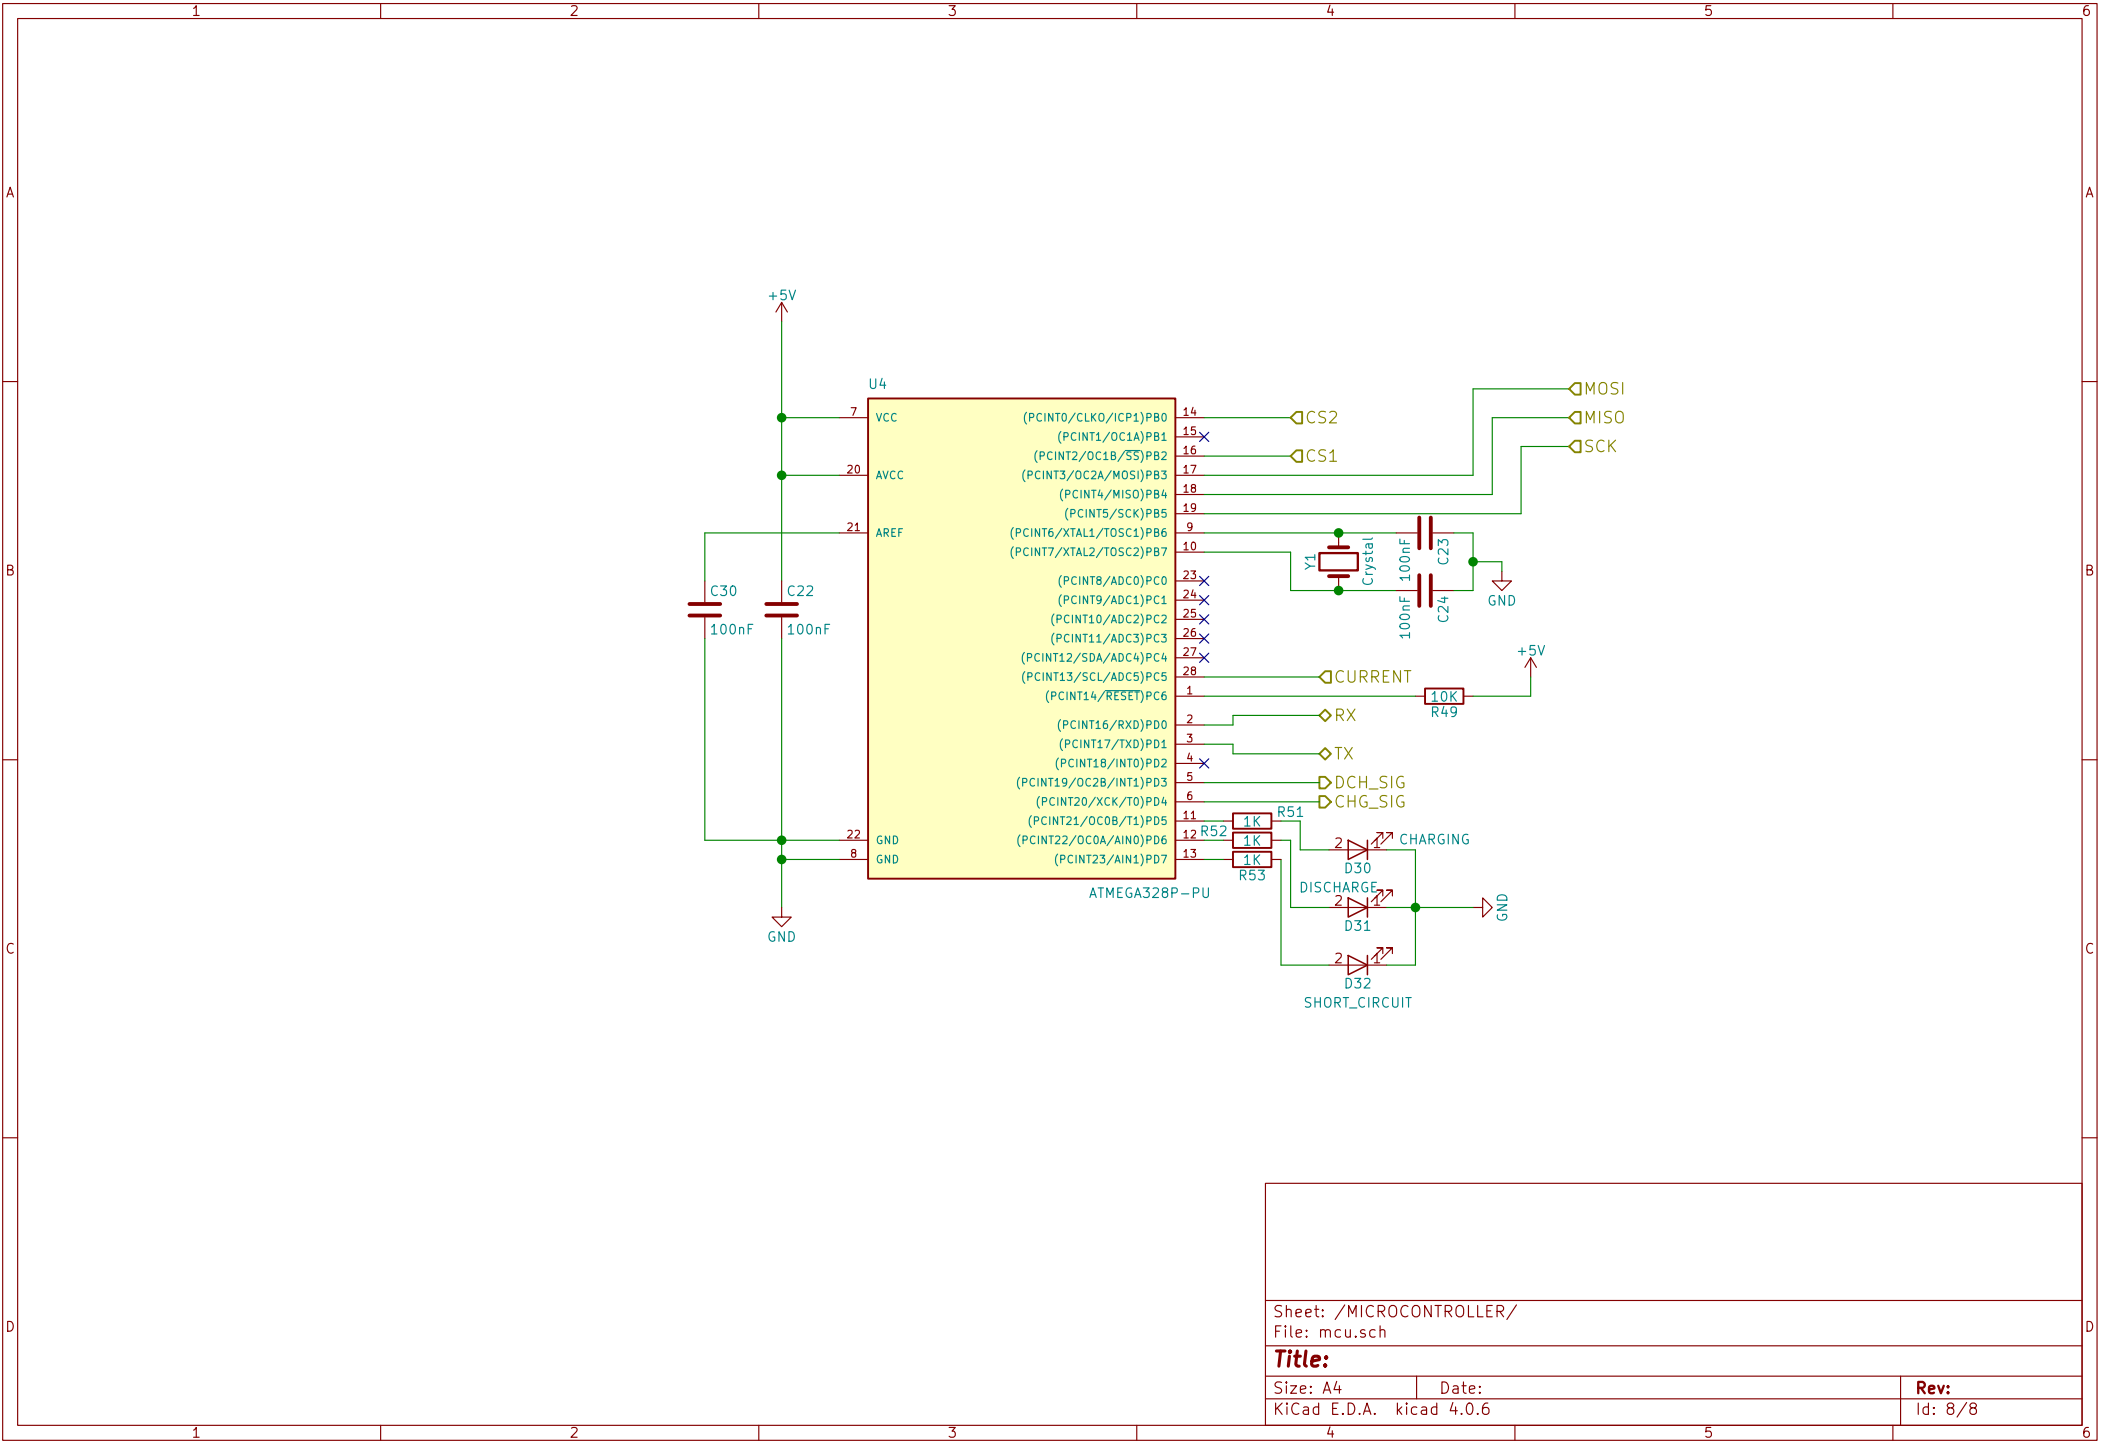 1 2 3 4 5 6
A A
+5V
U4
MOSI
7 VCC (PCINT0/CLKO/ICP1)PB0 14 CS2 MISO
(PCINT1/OC1A)PB1 15
(PCINT2/OC1B/SS)PB2 16 CS1 SCK
20 AVCC (PCINT3/OC2A/MOSI)PB3 17
(PCINT4/MISO)PB4 18
(PCINT5/SCK)PB5 19
21 AREF (PCINT6/XTAL1/TOSC1)PB6 9
(PCINT7/XTAL2/TOSC2)PB7 10
Y1 Crystal 100nF C23
B B
(PCINT8/ADC0)PC0 23
C30 C22
(PCINT9/ADC1)PC1 24 100nF C24 GND
(PCINT10/ADC2)PC2 25
100nF 100nF
(PCINT11/ADC3)PC3 26
(PCINT12/SDA/ADC4)PC4 27 +5V
(PCINT13/SCL/ADC5)PC5 28 CURRENT
(PCINT14/RESET)PC6 1 10K
R49
(PCINT16/RXD)PD0 2 RX
(PCINT17/TXD)PD1 3 TX
(PCINT18/INT0)PD2 4
(PCINT19/OC2B/INT1)PD3 5 DCH_SIG
(PCINT20/XCK/T0)PD4 6 CHG_SIG
R51
(PCINT21/OC0B/T1)PD5 11 1K
R52
22 GND (PCINT22/OC0A/AIN0)PD6 12 1K 2 1 CHARGING
8 GND (PCINT23/AIN1)PD7 13 1K
D30
R53
DISCHARGE
ATMEGA328P-PU
2 1 GND
D31
GND
C C
2 1
D32
SHORT_CIRCUIT
Sheet: /MICROCONTROLLER/
D D
File: mcu.sch
Title:
Size: A4 Date: Rev:
KiCad E.D.A. kicad 4.0.6 Id: 8/8
1 2 3 4 5 6